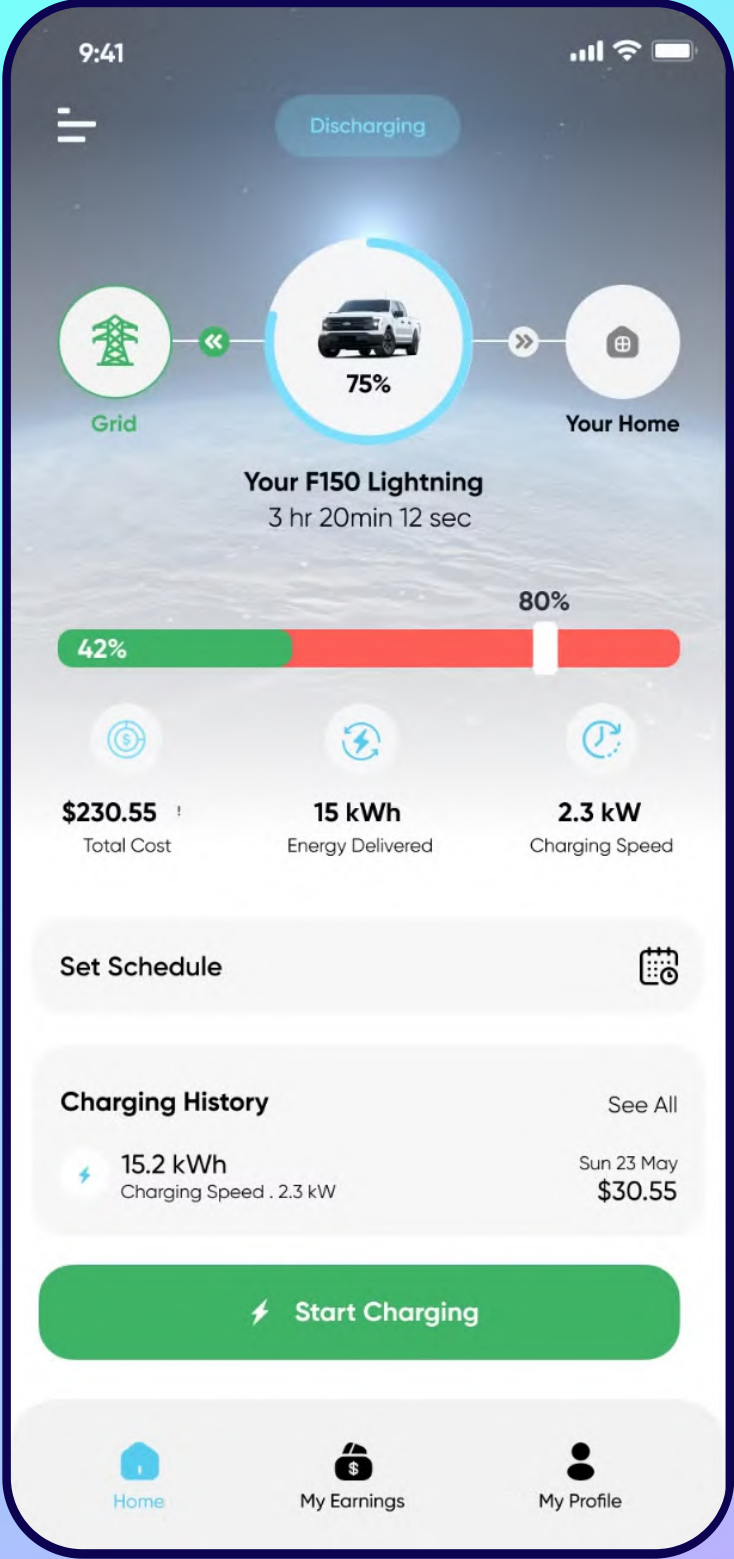 9:41
Discharging
75%
Grid
Your Home
Your F150 Lightning
3 hr 20min 12 sec
80%
42%
$230.55 !
15 kWh
2.3 kW
Total Cost
Energy Delivered
Charging Speed
Set Schedule
Charging History
See All
15.2 kWh
Sun 23 May
Charging Speed . 2.3 kW
$30.55
Start Charging
Home
My Earnings
My Profile